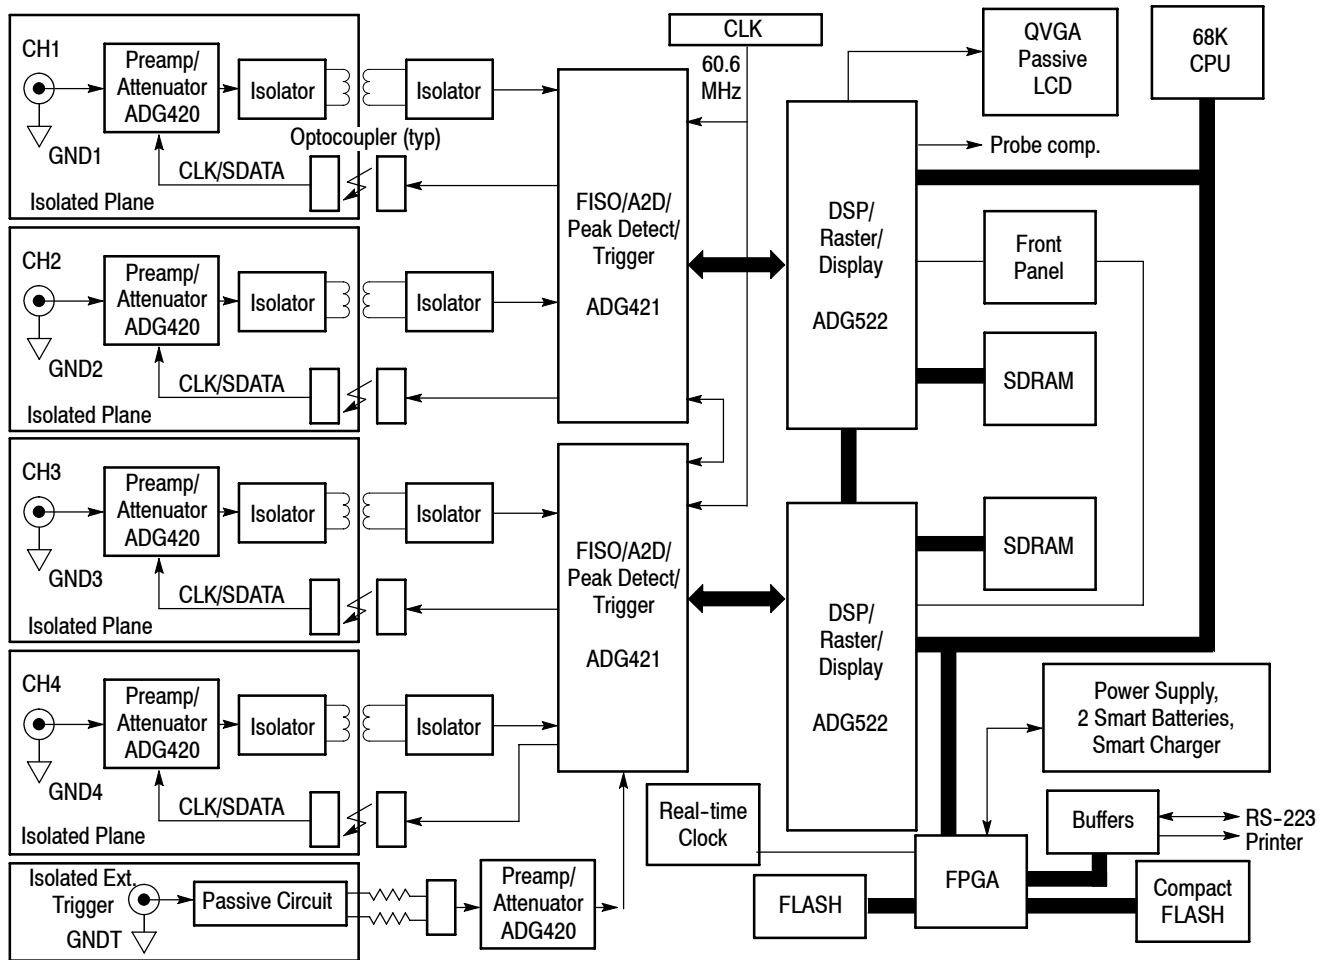 CH1
Preamp/
Attenuator
ADG420
Isolator
Isolator
GND1
Optocoupler (typ)
CLK/SDATA
Isolated Plane
CH2
Preamp/
Attenuator
ADG420
Isolator
Isolator
GND2
CLK/SDATA
Isolated Plane
CH3
Preamp/
Attenuator
ADG420
Isolator
Isolator
GND3
CLK/SDATA
Isolated Plane
CH4
Preamp/
Attenuator
ADG420
Isolator
Isolator
GND4
CLK/SDATA
Isolated Plane
Isolated Ext.
Trigger
GNDT
Passive Circuit
Preamp/
Attenuator
ADG420
FISO/A2D/
Peak Detect/
Trigger
ADG421
FISO/A2D/
Peak Detect/
Trigger
ADG421
CLK
60.6
MHz
DSP/
Raster/
Display
ADG522
DSP/
Raster/
Display
ADG522
QVGA
Passive
LCD
68K
CPU
Probe comp.
Front
Panel
SDRAM
SDRAM
Power Supply,
2 Smart Batteries,
Smart Charger
Real-time
Clock
Buffers
RS-223
Printer
FPGA
FLASH
Compact
FLASH